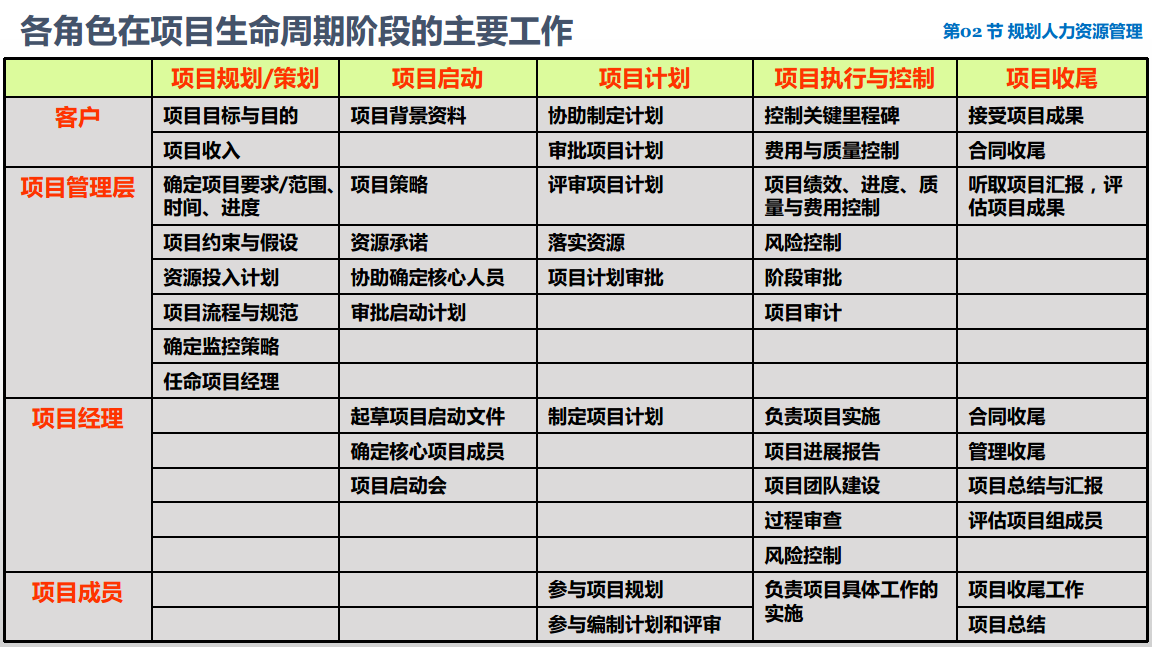 各角色在项目生命周期阶段的主要工作
第02 节 规划人力资源管理
项目规划/策划 项目启动 项目计划 项目执行与控制 项目收尾
客户 项目目标与目的 项目背景资料 协助制定计划 控制关键里程碑 接受项目成果
项目收入 审批项目计划 费用与质量控制 合同收尾
项目管理层 确定项目要求/范围、 项目策略 评审项目计划 项目绩效、进度、质 听取项目汇报，评
时间、进度 量与费用控制 估项目成果
项目约束与假设 资源承诺 落实资源 风险控制
资源投入计划 协助确定核心人员 项目计划审批 阶段审批
项目流程与规范 审批启动计划 项目审计
确定监控策略
任命项目经理
项目经理 起草项目启动文件 制定项目计划 负责项目实施 合同收尾
确定核心项目成员 项目进展报告 管理收尾
项目启动会 项目团队建设 项目总结与汇报
过程审查 评估项目组成员
风险控制
项目成员 参与项目规划 负责项目具体工作的 项目收尾工作
实施
参与编制计划和评审 项目总结